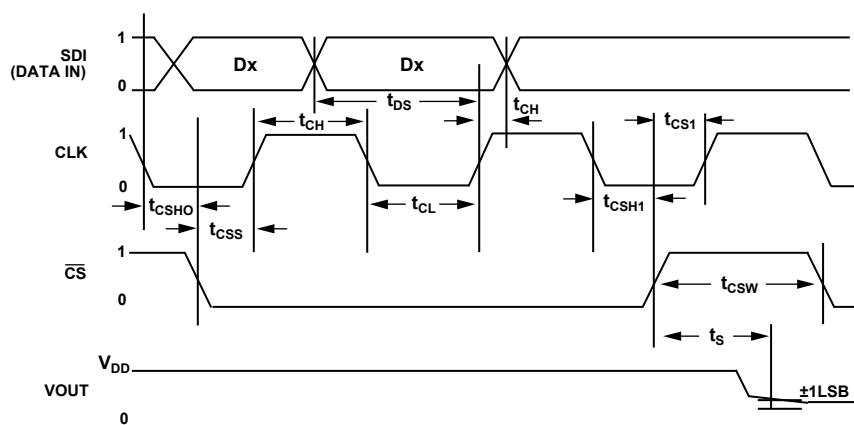 SDI
(DATA IN)
1
0
Dx
Dx
tDS
tCH
tCH
tCS1
CLK
1
0
tCSHO
tCSS
tCL
tCSH1
CS
1
0
tCSW
tS
VDD
VOUT
0
±1LSB